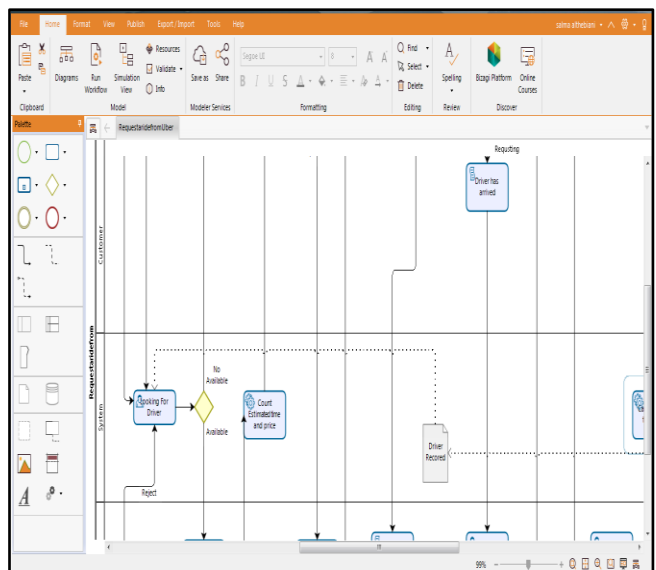 File Home Format View Publish Export/Import Tools Help
salma althebiani
Paste
Clipboard
Diagrams
Run
Workflow
Simulation
View
Resources
Validate
Info
Model
Save as
Share
Modeler Services
Segoe UI
8
A A
B I U S A A
Formatting
Find
Select
Delete
Editing
Spelling
Review
Bizagi Platform
Online
Courses
Discover
Palette
RequestaridefromUber
A
Requestaridefrom
Customer
Requsting
Driver has
arrived
System
Looking For
Driver
No
Available
Available
Count
Estimatedtime
and price
Driver
Recored
Reject
99%